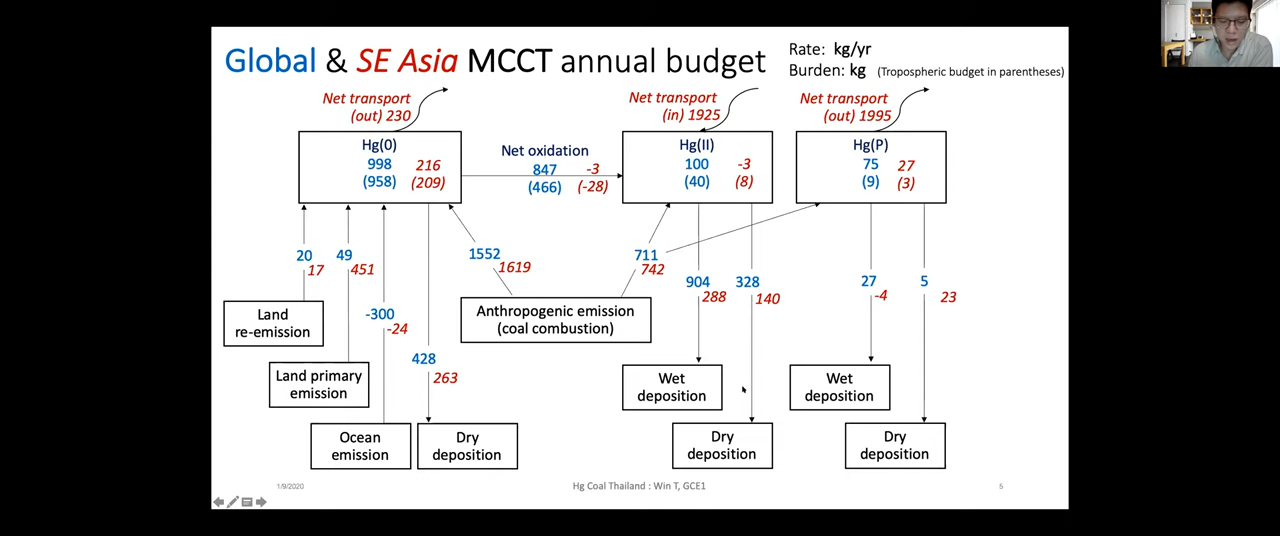 Global & SE Asia MCCT annual budget
Rate: kg/yr
Burden: kg (Tropospheric budget in parentheses)
Net transport
(out) 230
Net transport
(in) 1925
Net transport
(out) 1995
Hg(0)
998 216
(958) (209)
Net oxidation
847 -3
(466) (-28)
Hg(II)
100 -3
(40) (8)
Hg(P)
75 27
(9) (3)
20 17
49 451
-300 -24
428 263
1552 1619
711 742
904 288
328 140
27 -4
5 23
Land
re-emission
Land primary
emission
Ocean
emission
Dry
deposition
Anthropogenic emission
(coal combustion)
Wet
deposition
Dry
deposition
Wet
deposition
Dry
deposition
1/9/2020
Hg Coal Thailand : Win T, GCE1
5